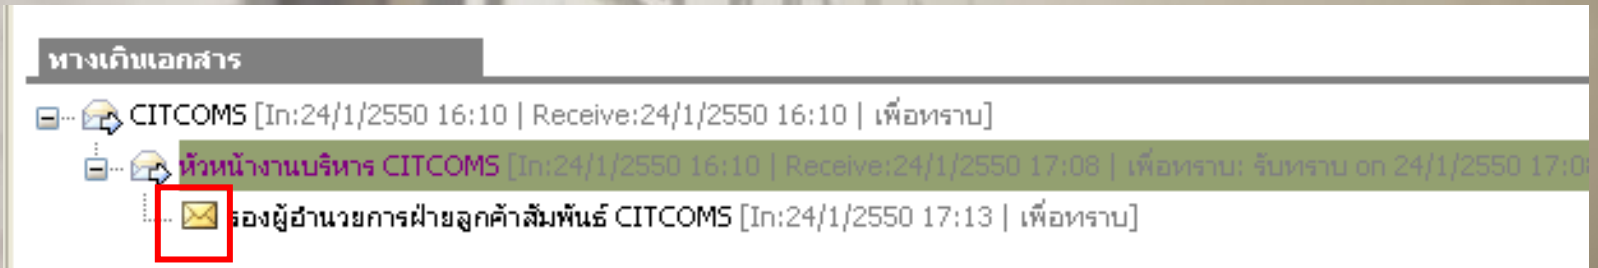 ทางเดินเอกสาร
CITCOMS [In:24/1/2550 16:10 | Receive:24/1/2550 16:10 | เพื่อทราบ]
หัวหน้างานบริหาร CITCOMS [In:24/1/2550 16:10 | Receive:24/1/2550 17:08 | เพื่อทราบ: รับทราบ on 24/1/2550 17:08
รองผู้อำนวยการฝ่ายลูกค้าสัมพันธ์ CITCOMS [In:24/1/2550 17:13 | เพื่อทราบ]